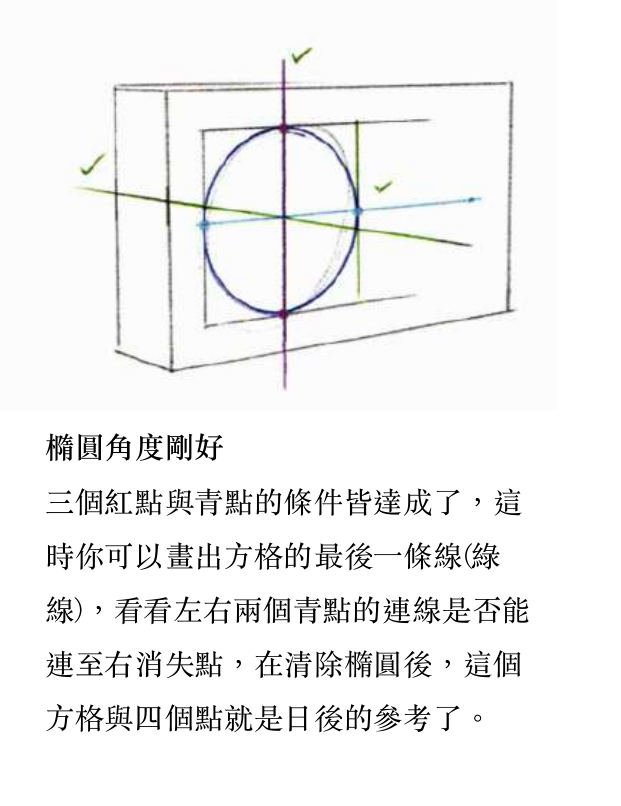 橢圓角度剛好
三個紅點與青點的條件皆達成了，這
時你可以畫出方格的最後一條線(綠
線)，看看左右兩個青點的連線是否能
連至右消失點，在清除橢圓後，這個
方格與四個點就是日後的參考了。